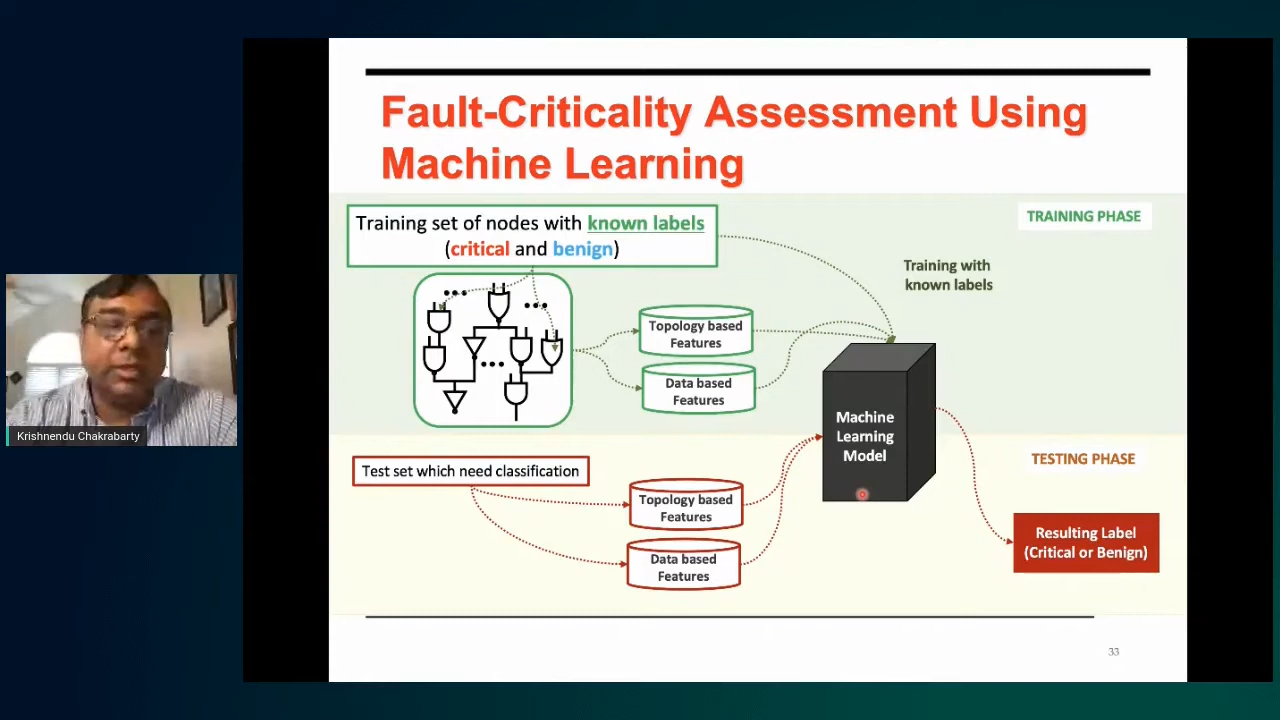 Fault-Criticality Assessment Using
Machine Learning
Training set of nodes with known labels
(critical and benign)
TRAINING PHASE
Training with
known labels
Topology based
Features
Data based
Features
Machine
Learning
Model
Krishnendu Chakrabarty
TESTING PHASE
Test set which need classification
Topology based
Features
Data based
Features
Resulting Label
(Critical or Benign)
33